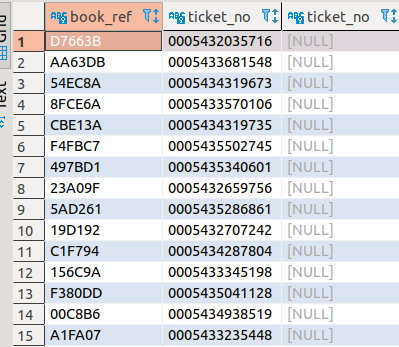 Grid
Text
book_ref ticket_no ticket_no
1 D7663B 0005432035716 [NULL]
2 AA63DB 0005433681548 [NULL]
3 54EC8A 0005434319673 [NULL]
4 8FCE6A 0005433570106 [NULL]
5 CBE13A 0005434319735 [NULL]
6 F4FBC7 0005435502745 [NULL]
7 497BD1 0005435340601 [NULL]
8 23A09F 0005432659756 [NULL]
9 5AD261 0005435286861 [NULL]
10 19D192 0005432707242 [NULL]
11 C1F794 0005434287804 [NULL]
12 156C9A 0005433345198 [NULL]
13 F380DD 0005435041128 [NULL]
14 00C8B6 0005434938519 [NULL]
15 A1FA07 0005433235448 [NULL]